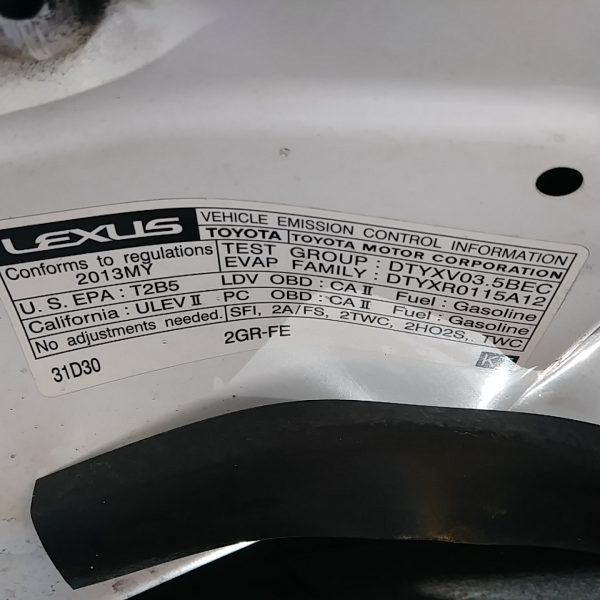 LEXUS
VEHICLE EMISSION CONTROL INFORMATION
TOYOTA TOYOTA MOTOR CORPORATION
Conforms to regulations
2013MY
TEST GROUP : DTYXV03.5BEC
EVAP FAMILY : DTYXR0115A12
U.S. EPA : T2B5 LDV OBD : CA II Fuel : Gasoline
California : ULEV II PC OBD : CA II Fuel : Gasoline
No adjustments needed. SFI, 2A/FS, 2TWC, 2HO2S, TWC
2GR-FE
31D30